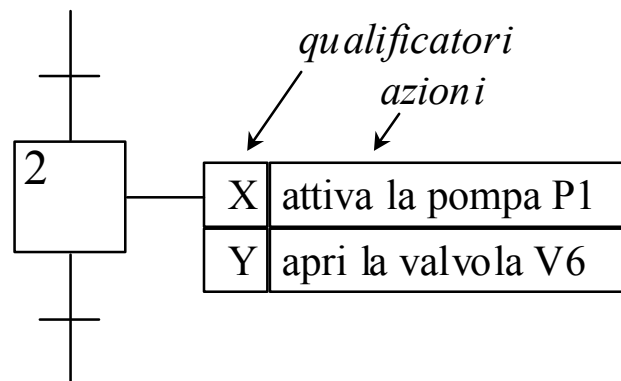 qualificatori
azioni
2
X attiva la pompa P1
Y apri la valvola V6